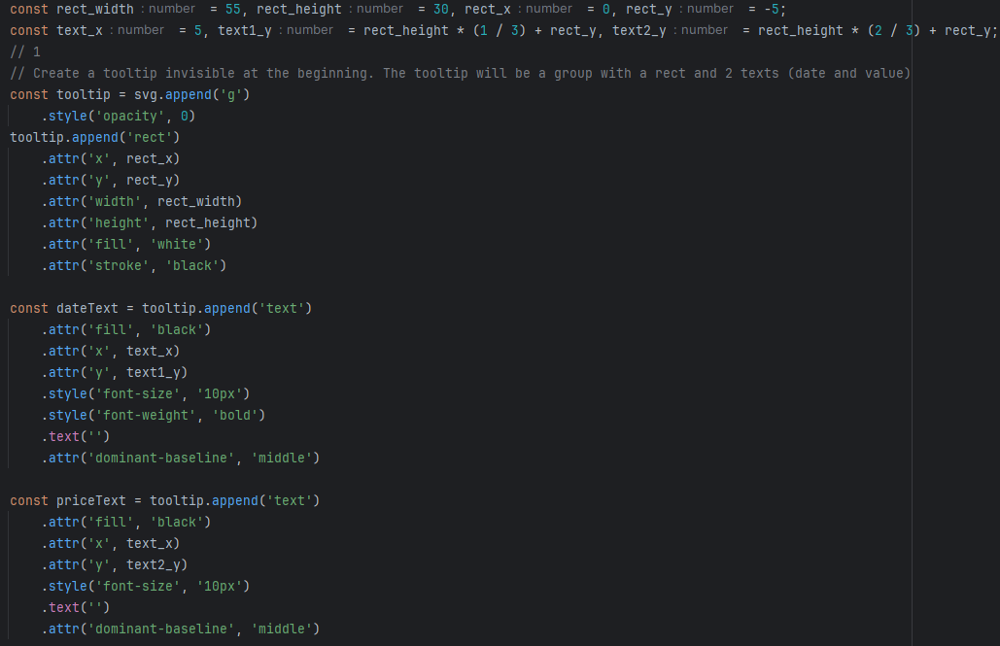 const rect_width : number = 55, rect_height : number = 30, rect_x : number = 0, rect_y : number = -5;
const text_x : number = 5, text1_y : number = rect_height * (1 / 3) + rect_y, text2_y : number = rect_height * (2 / 3) + rect_y;
// 1
// Create a tooltip invisible at the beginning. The tooltip will be a group with a rect and 2 texts (date and value)
const tooltip = svg.append('g')
    .style('opacity', 0)
tooltip.append('rect')
    .attr('x', rect_x)
    .attr('y', rect_y)
    .attr('width', rect_width)
    .attr('height', rect_height)
    .attr('fill', 'white')
    .attr('stroke', 'black')

const dateText = tooltip.append('text')
    .attr('fill', 'black')
    .attr('x', text_x)
    .attr('y', text1_y)
    .style('font-size', '10px')
    .style('font-weight', 'bold')
    .text('')
    .attr('dominant-baseline', 'middle')

const priceText = tooltip.append('text')
    .attr('fill', 'black')
    .attr('x', text_x)
    .attr('y', text2_y)
    .style('font-size', '10px')
    .text('')
    .attr('dominant-baseline', 'middle')